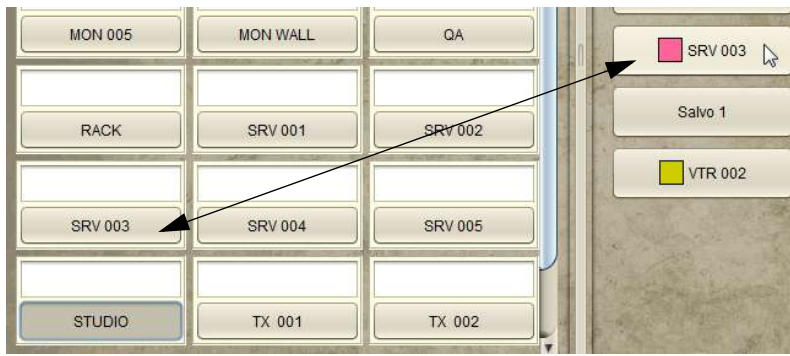 MON 005
MON WALL
QA
SRV 003
RACK
SRV 001
SRV 002
Salvo 1
VTR 002
SRV 003
SRV 004
SRV 005
STUDIO
TX 001
TX 002